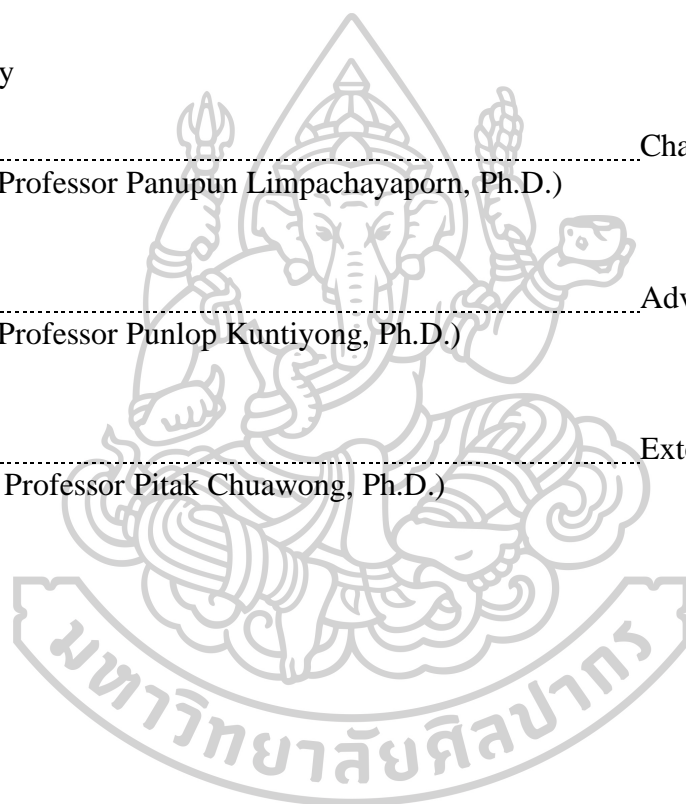 y
Cha
Professor Panupun Limpachayaporn, Ph.D.)
Adv
Professor Punlop Kuntiyong, Ph.D.)
Exte
Professor Pitak Chuawong, Ph.D.)
มหาวิทยาลัยศิลปากร